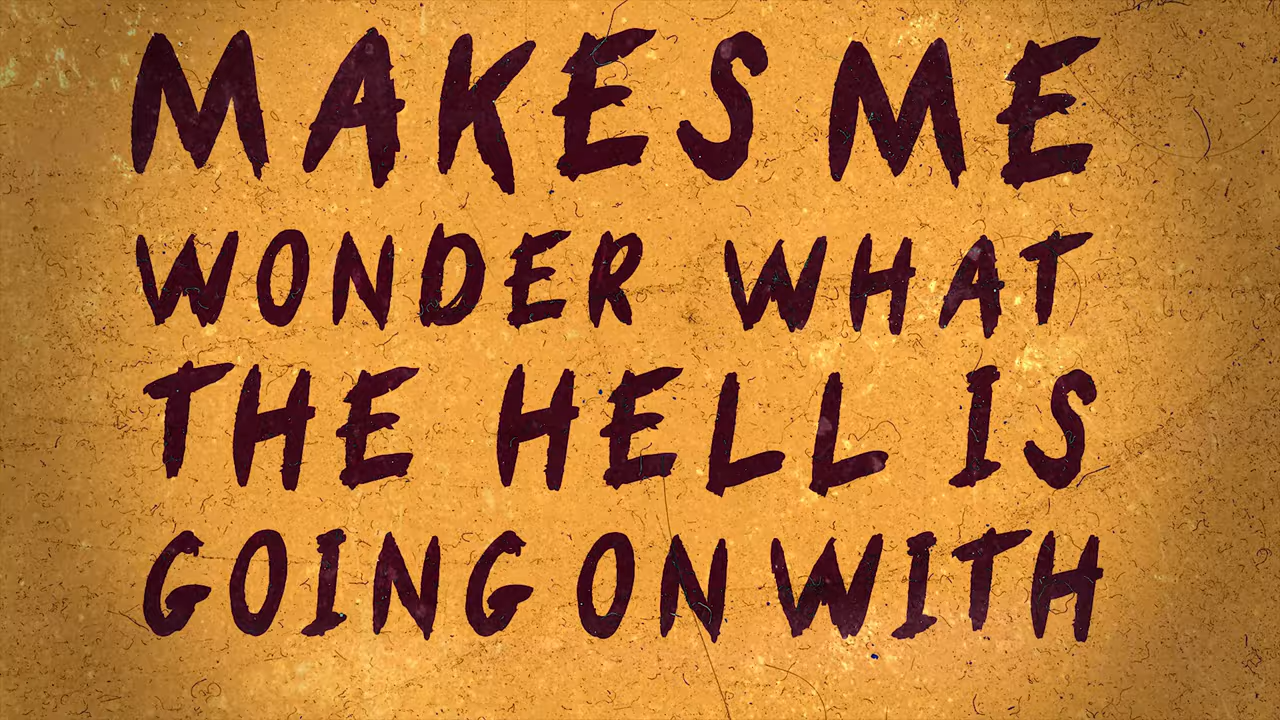 MAKES ME
WONDER WHAT
THE HELL IS
GOING ON WITH